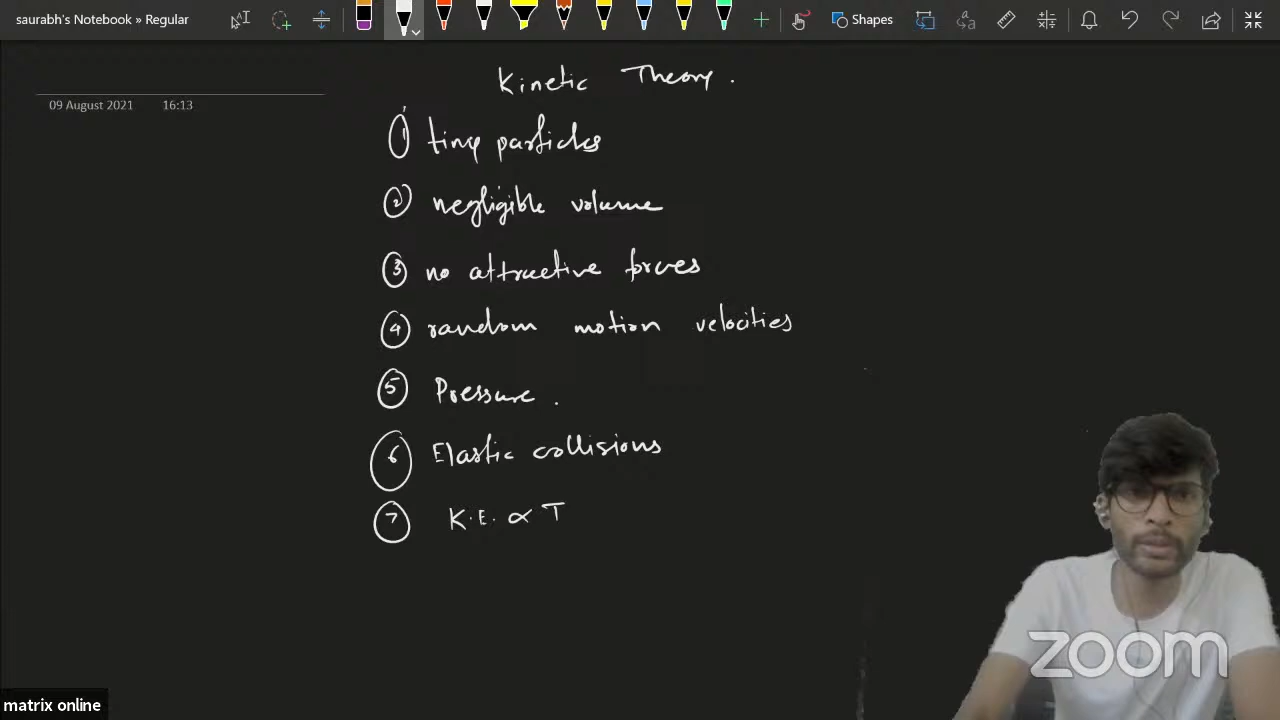 saurabh's Notebook » Regular
Shapes
Kinetic Theory.
09 August 2021 16:13
1 tiny particles
2 negligible volume
3 no attractive forces
4 random motion velocities
5 Pressure.
6 Elastic collisions
7 K.E. ∝ T
zoom
matrix online